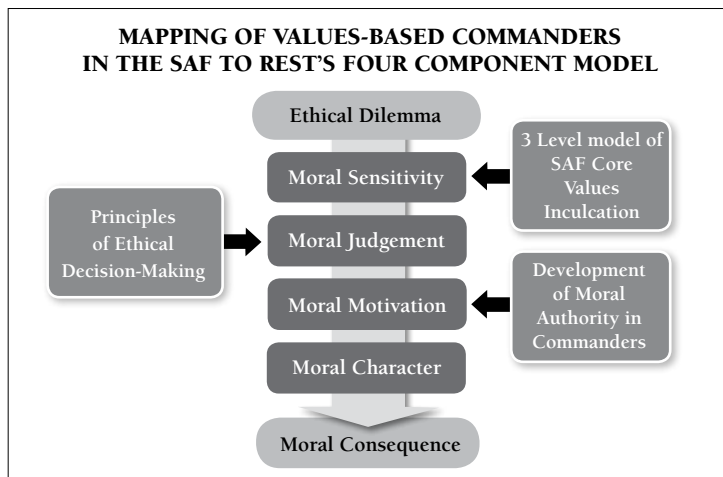 MAPPING OF VALUES-BASED COMMANDERS
IN THE SAF TO REST'S FOUR COMPONENT MODEL
Ethical Dilemma
Moral Sensitivity
3 Level model of
SAF Core
Values
Inculcation
Principles
of Ethical
Decision-Making
Moral Judgement
Moral Motivation
Development
of Moral
Authority in
Commanders
Moral Character
Moral Consequence